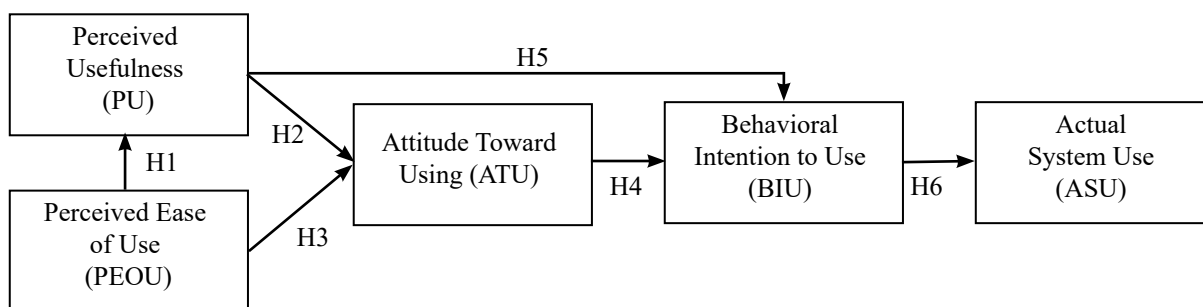 Perceived
Usefulness
(PU)
H5
H2
H1
Attitude Toward
Using (ATU)
H4
Behavioral
Intention to Use
(BIU)
H6
Actual
System Use
(ASU)
Perceived Ease
of Use
(PEOU)
H3